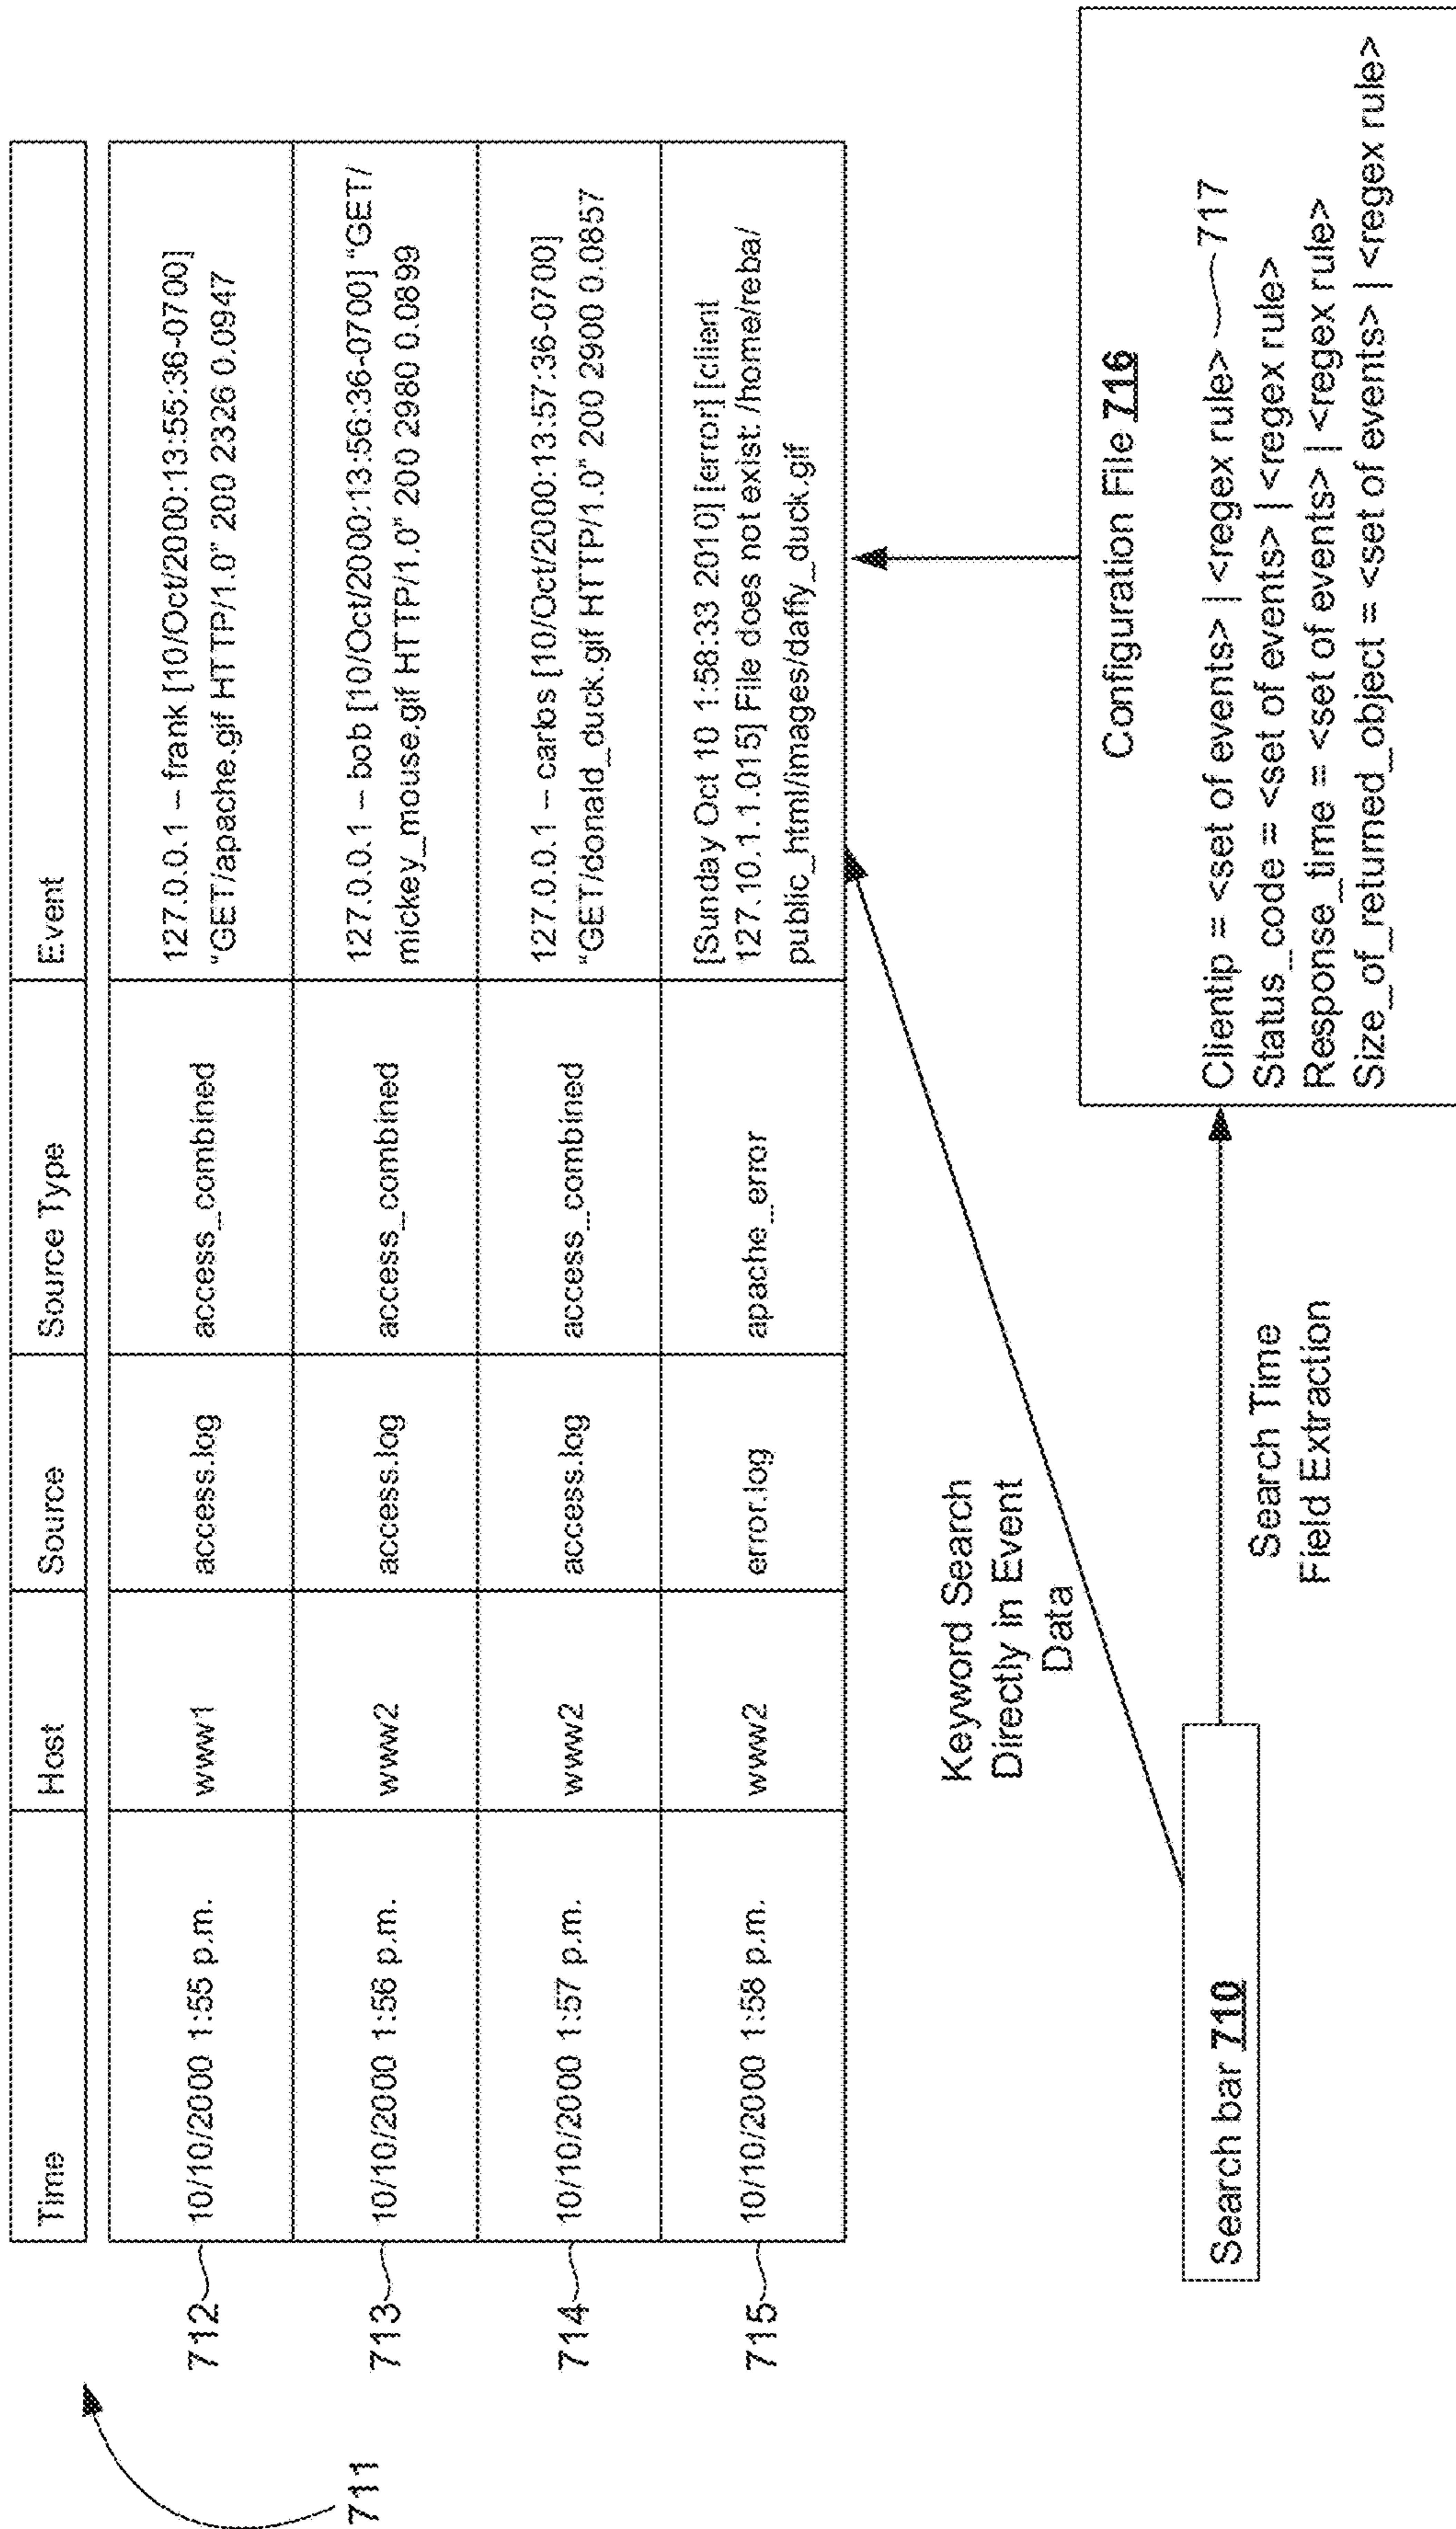 711
Time Host Source Source Type Event
712 10/10/2000 1:55 p.m. www1 access.log access_combined 127.0.0.1 – frank [10/Oct/2000:13:55:36-0700]
“GET/apache.gif HTTP/1.0” 200 2326 0.0947
713 10/10/2000 1:56 p.m. www2 access.log access_combined 127.0.0.1 – bob [10/Oct/2000:13:56:36-0700] “GET/
mickey_mouse.gif HTTP/1.0” 200 2980 0.0899
714 10/10/2000 1:57 p.m. www2 access.log access_combined 127.0.0.1 – carlos [10/Oct/2000:13:57:36-0700]
“GET/donald_duck.gif HTTP/1.0” 200 2900 0.0857
715 10/10/2000 1:58 p.m. www2 error.log apache_error [Sunday Oct 10 1:58:33 2010] [error] [client
127.10.1.1.015] File does not exist: /home/reba/
public_html/images/daffy_duck.gif
Keyword Search
Directly in Event
Data
Search bar 710
Search Time
Field Extraction
Configuration File 716
Clientip = <set of events> | <regex rule> 717
Status_code = <set of events> | <regex rule>
Response_time = <set of events> | <regex rule>
Size_of_returned_object = <set of events> | <regex rule>